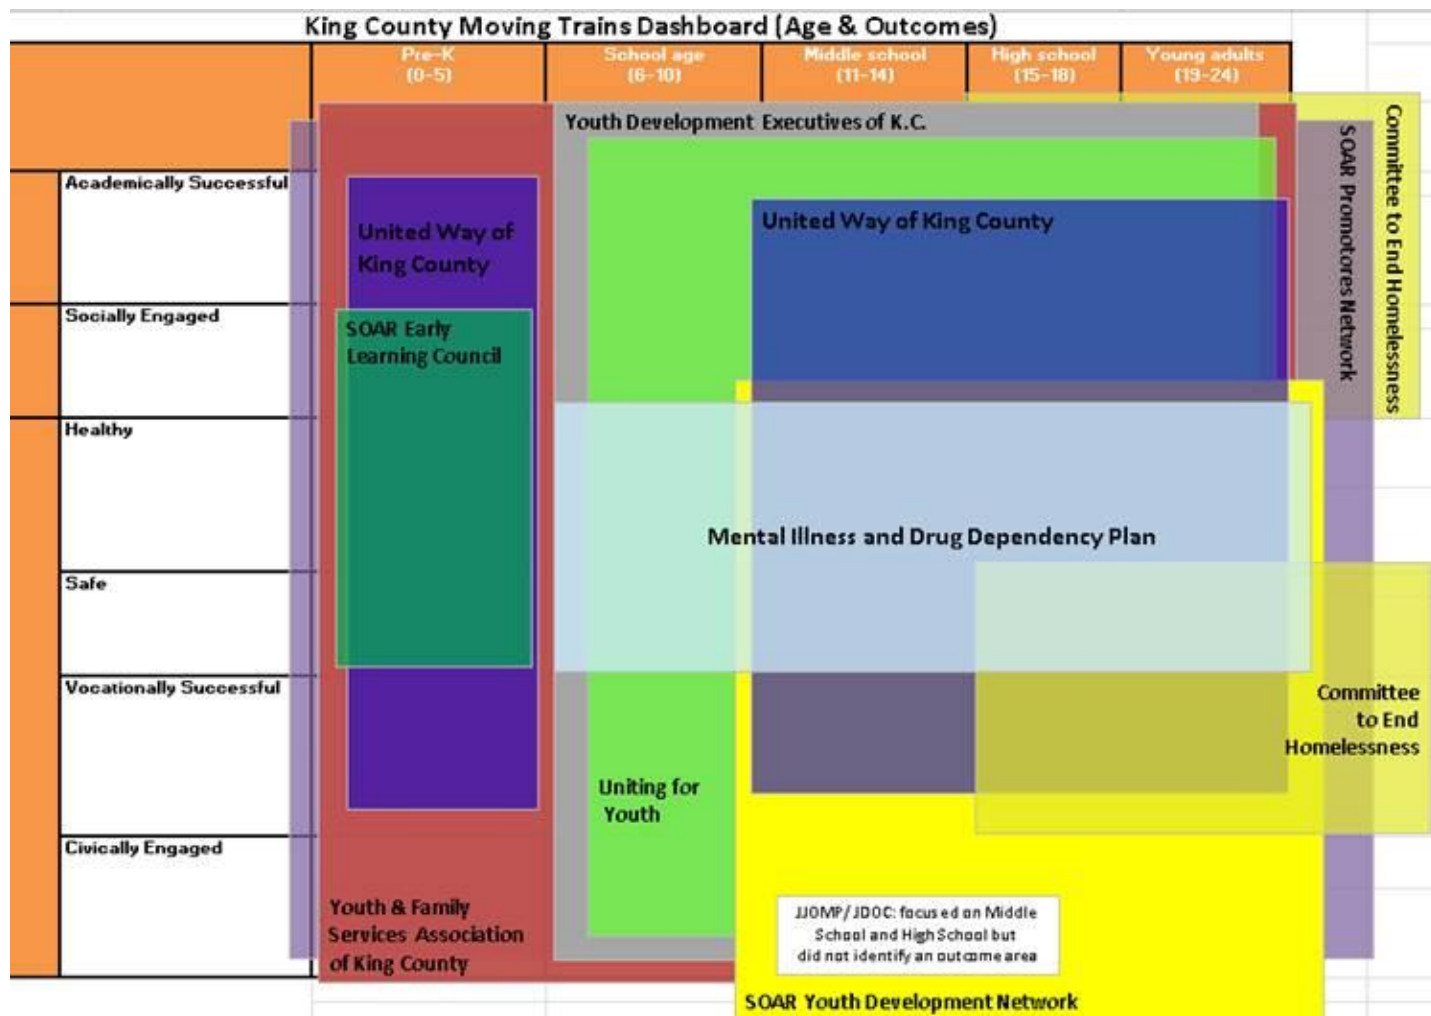 King County Moving Trains Dashboard (Age & Outcomes)
Pre-K
(0-5)
School age
(6-10)
Middle school
(11-14)
High school
(15-18)
Young adults
(19-24)
Youth Development Executives of K.C.
Committee to End Homelessness
SOAR Promotores Network
Academically Successful
United Way of
King County
United Way of King County
Socially Engaged
SOAR Early
Learning Council
Healthy
Mental Illness and Drug Dependency Plan
Safe
Vocationally Successful
Committee
to End
Homelessness
Uniting for
Youth
Civically Engaged
Youth & Family
Services Association
of King County
JJOMP/JDOC: focused on Middle
School and High School but
did not identify an outcome area
SOAR Youth Development Network